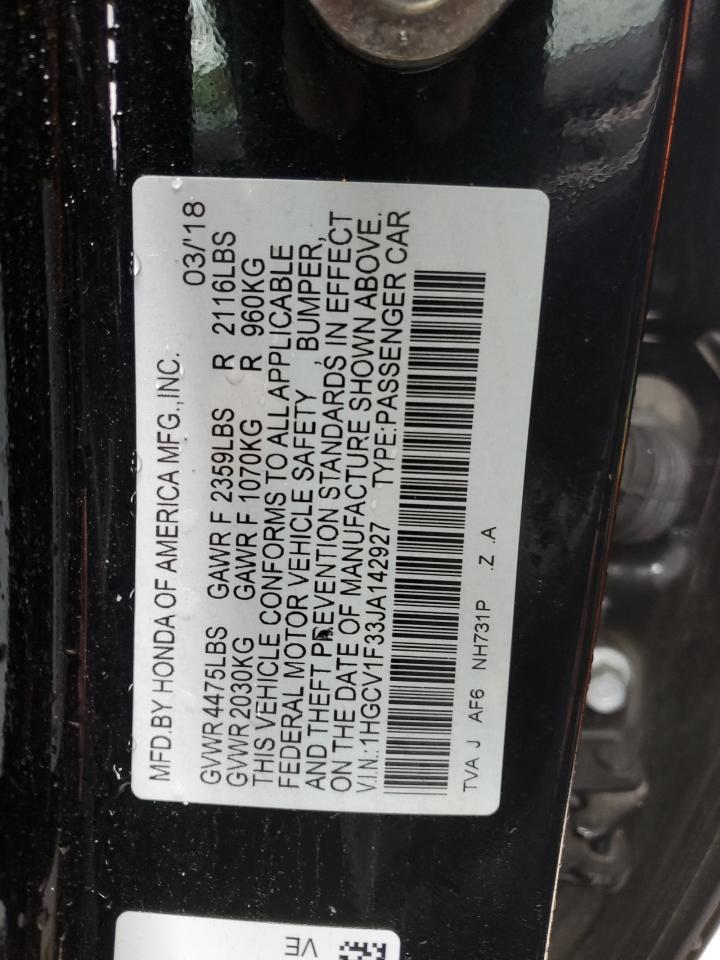 MFD.BY HONDA OF AMERICA MFG.,INC.
03/'18
GVWR 4475LBS GAWR F 2359LBS R 2116LBS
GVWR 2030KG GAWR F 1070KG R 960KG
THIS VEHICLE CONFORMS TO ALL APPLICABLE
FEDERAL MOTOR VEHICLE SAFETY, BUMPER,
AND THEFT PREVENTION STANDARDS IN EFFECT
ON THE DATE OF MANUFACTURE SHOWN ABOVE.
V.I.N.:1HGCV1F33JA142927 TYPE:PASSENGER CAR
TVA J AF6 NH731P .Z .A
VE